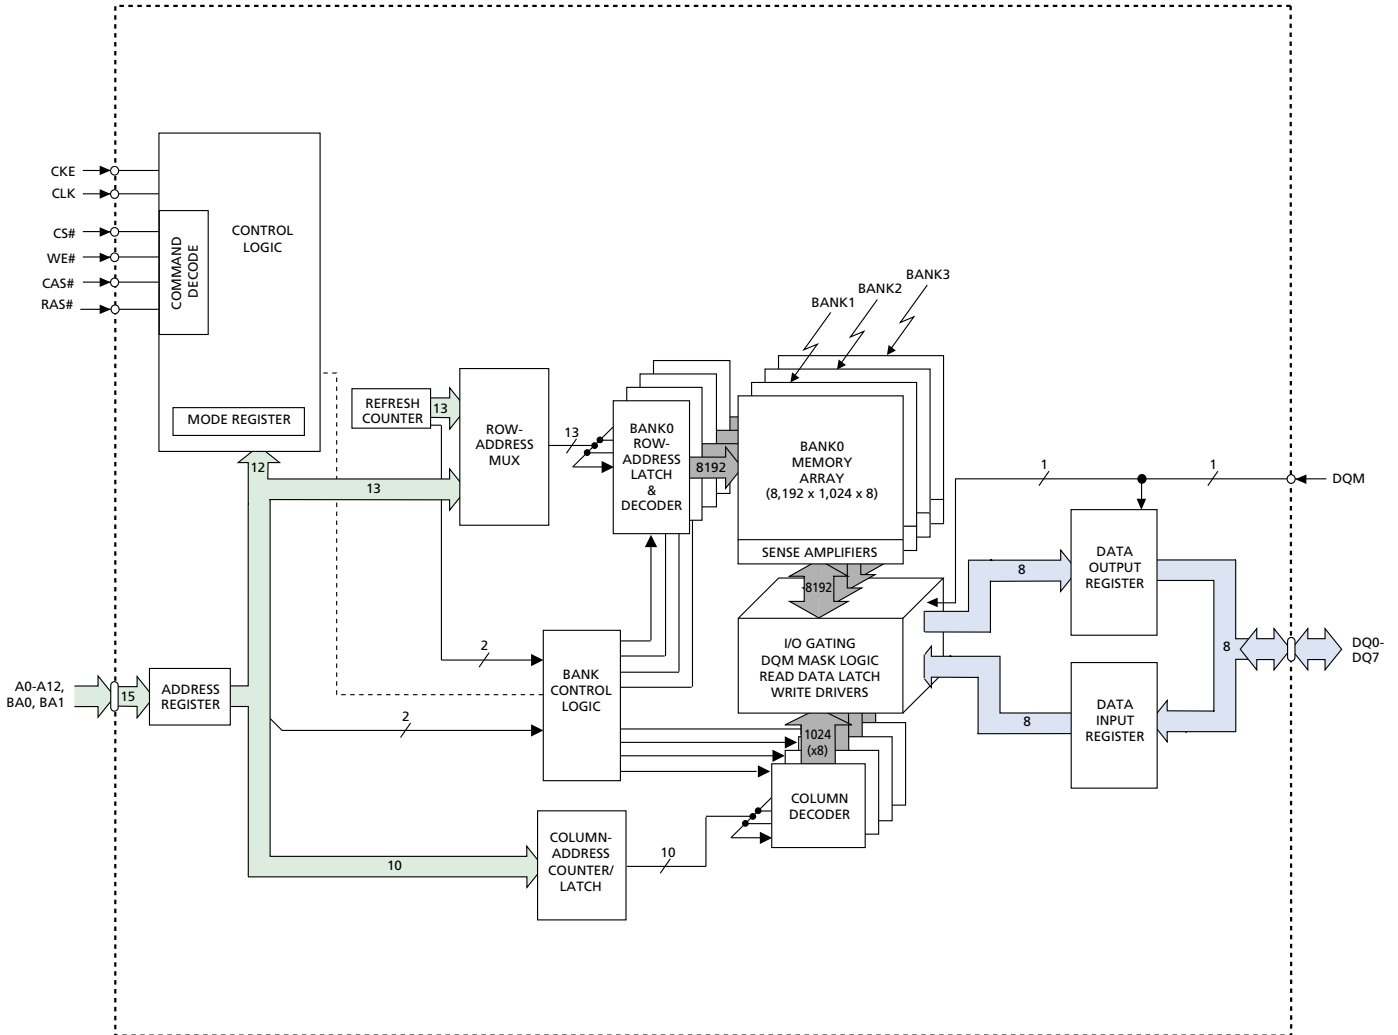 CKE
CLK
CS#
WE#
CAS#
RAS#
COMMAND
DECODE
CONTROL
LOGIC
MODE REGISTER
12
REFRESH
COUNTER
13
13
ROW-
ADDRESS
MUX
13
BANK0
ROW-
ADDRESS
LATCH
&
DECODER
8192
BANK1
BANK2
BANK3
BANK0
MEMORY
ARRAY
(8,192 x 1,024 x 8)
SENSE AMPLIFIERS
8192
I/O GATING
DQM MASK LOGIC
READ DATA LATCH
WRITE DRIVERS
1024
(x8)
COLUMN
DECODER
1
1
DQM
8
DATA
OUTPUT
REGISTER
8
DATA
INPUT
REGISTER
8
DQ0-
DQ7
A0-A12,
BA0, BA1
15
ADDRESS
REGISTER
2
2
BANK
CONTROL
LOGIC
10
COLUMN-
ADDRESS
COUNTER/
LATCH
10